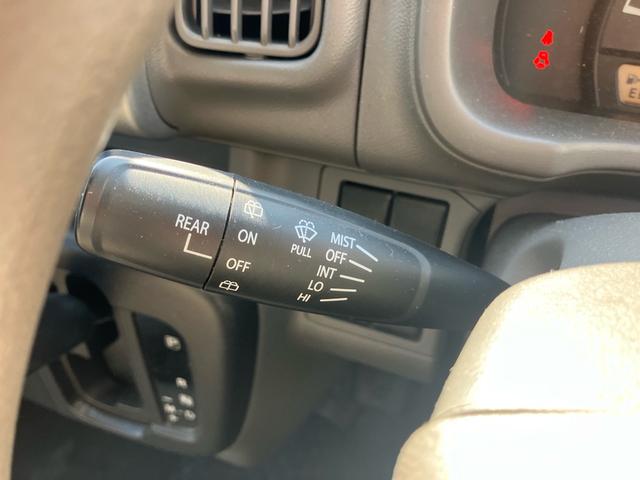 REAR
ON
OFF
PULL
MIST
OFF
INT
LO
HI